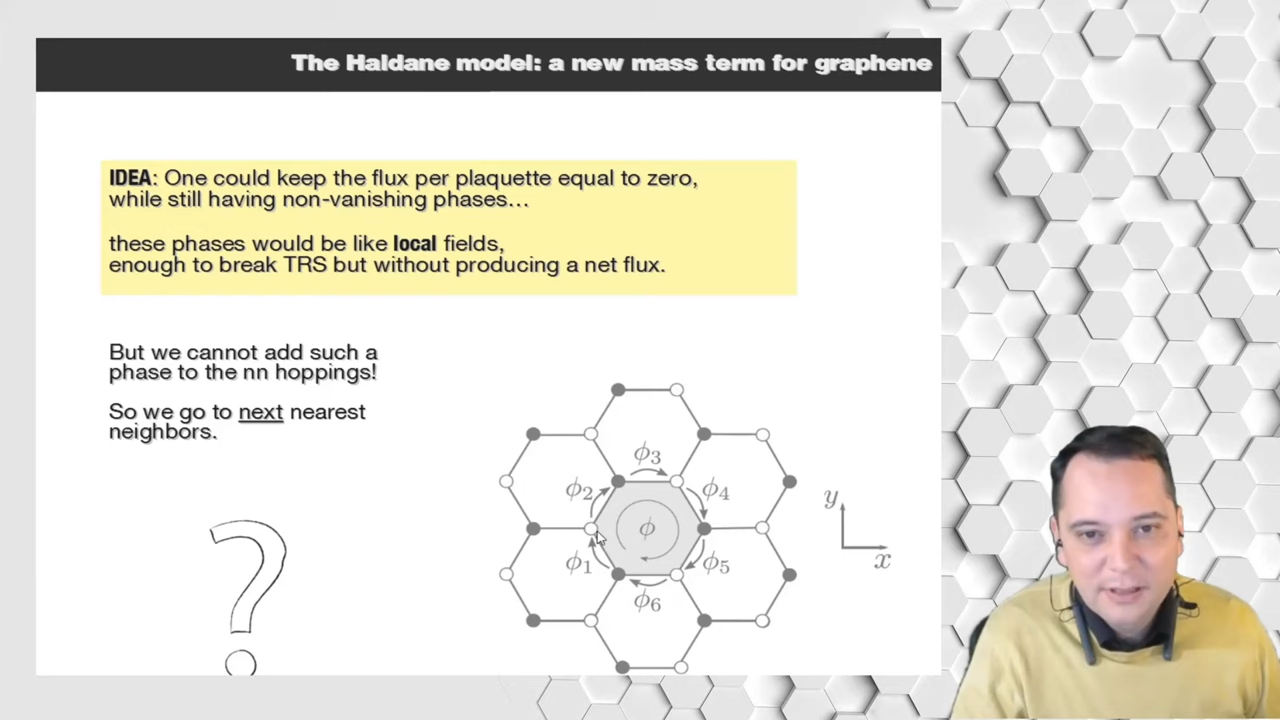 The Haldane model: a new mass term for graphene
IDEA: One could keep the flux per plaquette equal to zero,
while still having non-vanishing phases…
these phases would be like local fields,
enough to break TRS but without producing a net flux.
But we cannot add such a
phase to the nn hoppings!
So we go to next nearest
neighbors.
?
ϕ3
ϕ2
ϕ4
ϕ
ϕ1
ϕ5
ϕ6
y
x